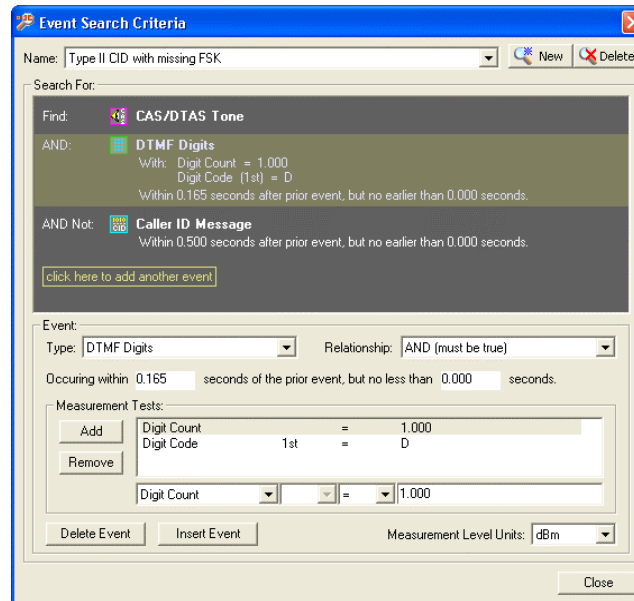 Event Search Criteria
Name: Type II CID with missing FSK New Delete
Search For:
Find: CAS/DTAS Tone
AND: DTMF Digits
With: Digit Count = 1.000
Digit Code (1st) = D
Within 0.165 seconds after prior event, but no earlier than 0.000 seconds.
AND Not: 1010 CID Caller ID Message
Within 0.500 seconds after prior event, but no earlier than 0.000 seconds.
click here to add another event
Event:
Type: DTMF Digits Relationship: AND (must be true)
Occuring within 0.165 seconds of the prior event, but no less than 0.000 seconds.
Measurement Tests:
Add Digit Count = 1.000
Digit Code 1st = D
Remove
Digit Count = 1.000
Delete Event Insert Event Measurement Level Units: dBm
Close